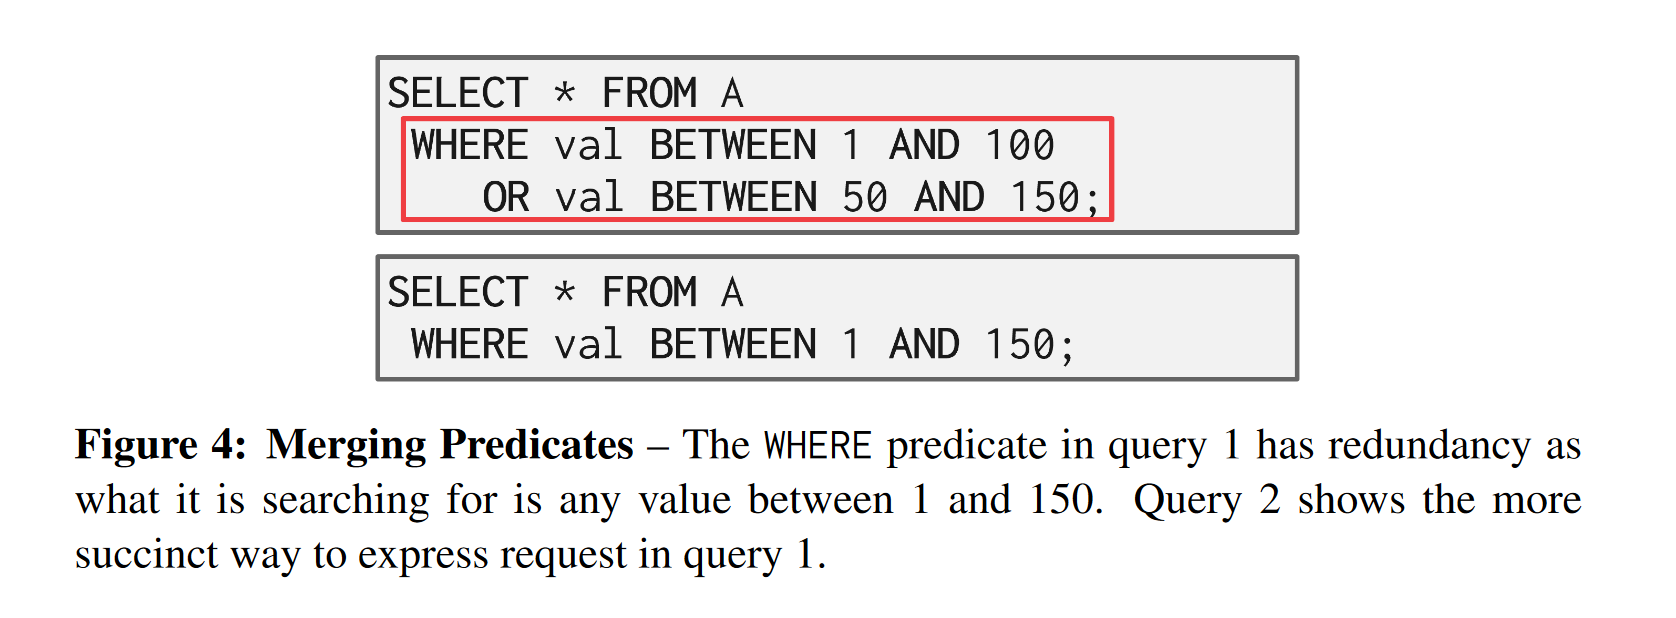 SELECT * FROM A
WHERE val BETWEEN 1 AND 100
OR val BETWEEN 50 AND 150;
SELECT * FROM A
WHERE val BETWEEN 1 AND 150;
Figure 4: Merging Predicates – The WHERE predicate in query 1 has redundancy as
what it is searching for is any value between 1 and 150. Query 2 shows the more
succinct way to express request in query 1.